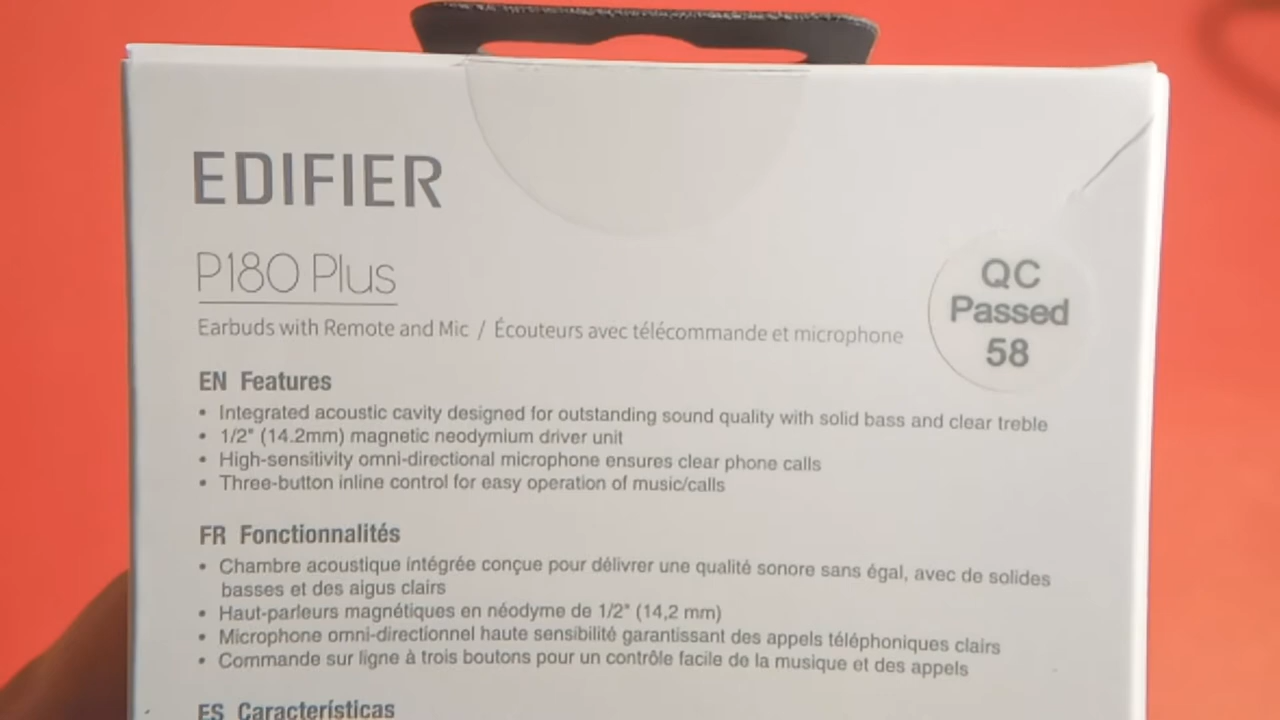 EDIFIER
P180 Plus
Earbuds with Remote and Mic / Écouteurs avec télécommande et microphone
QC
Passed
58
EN Features
• Integrated acoustic cavity designed for outstanding sound quality with solid bass and clear treble
• 1/2" (14.2mm) magnetic neodymium driver unit
• High-sensitivity omni-directional microphone ensures clear phone calls
• Three-button inline control for easy operation of music/calls
FR Fonctionnalités
• Chambre acoustique intégrée conçue pour délivrer une qualité sonore sans égal, avec de solides
basses et des aigus clairs
• Haut-parleurs magnétiques en néodyme de 1/2" (14,2 mm)
• Microphone omni-directionnel haute sensibilité garantissant des appels téléphoniques clairs
• Commande sur ligne à trois boutons pour un contrôle facile de la musique et des appels
ES Características